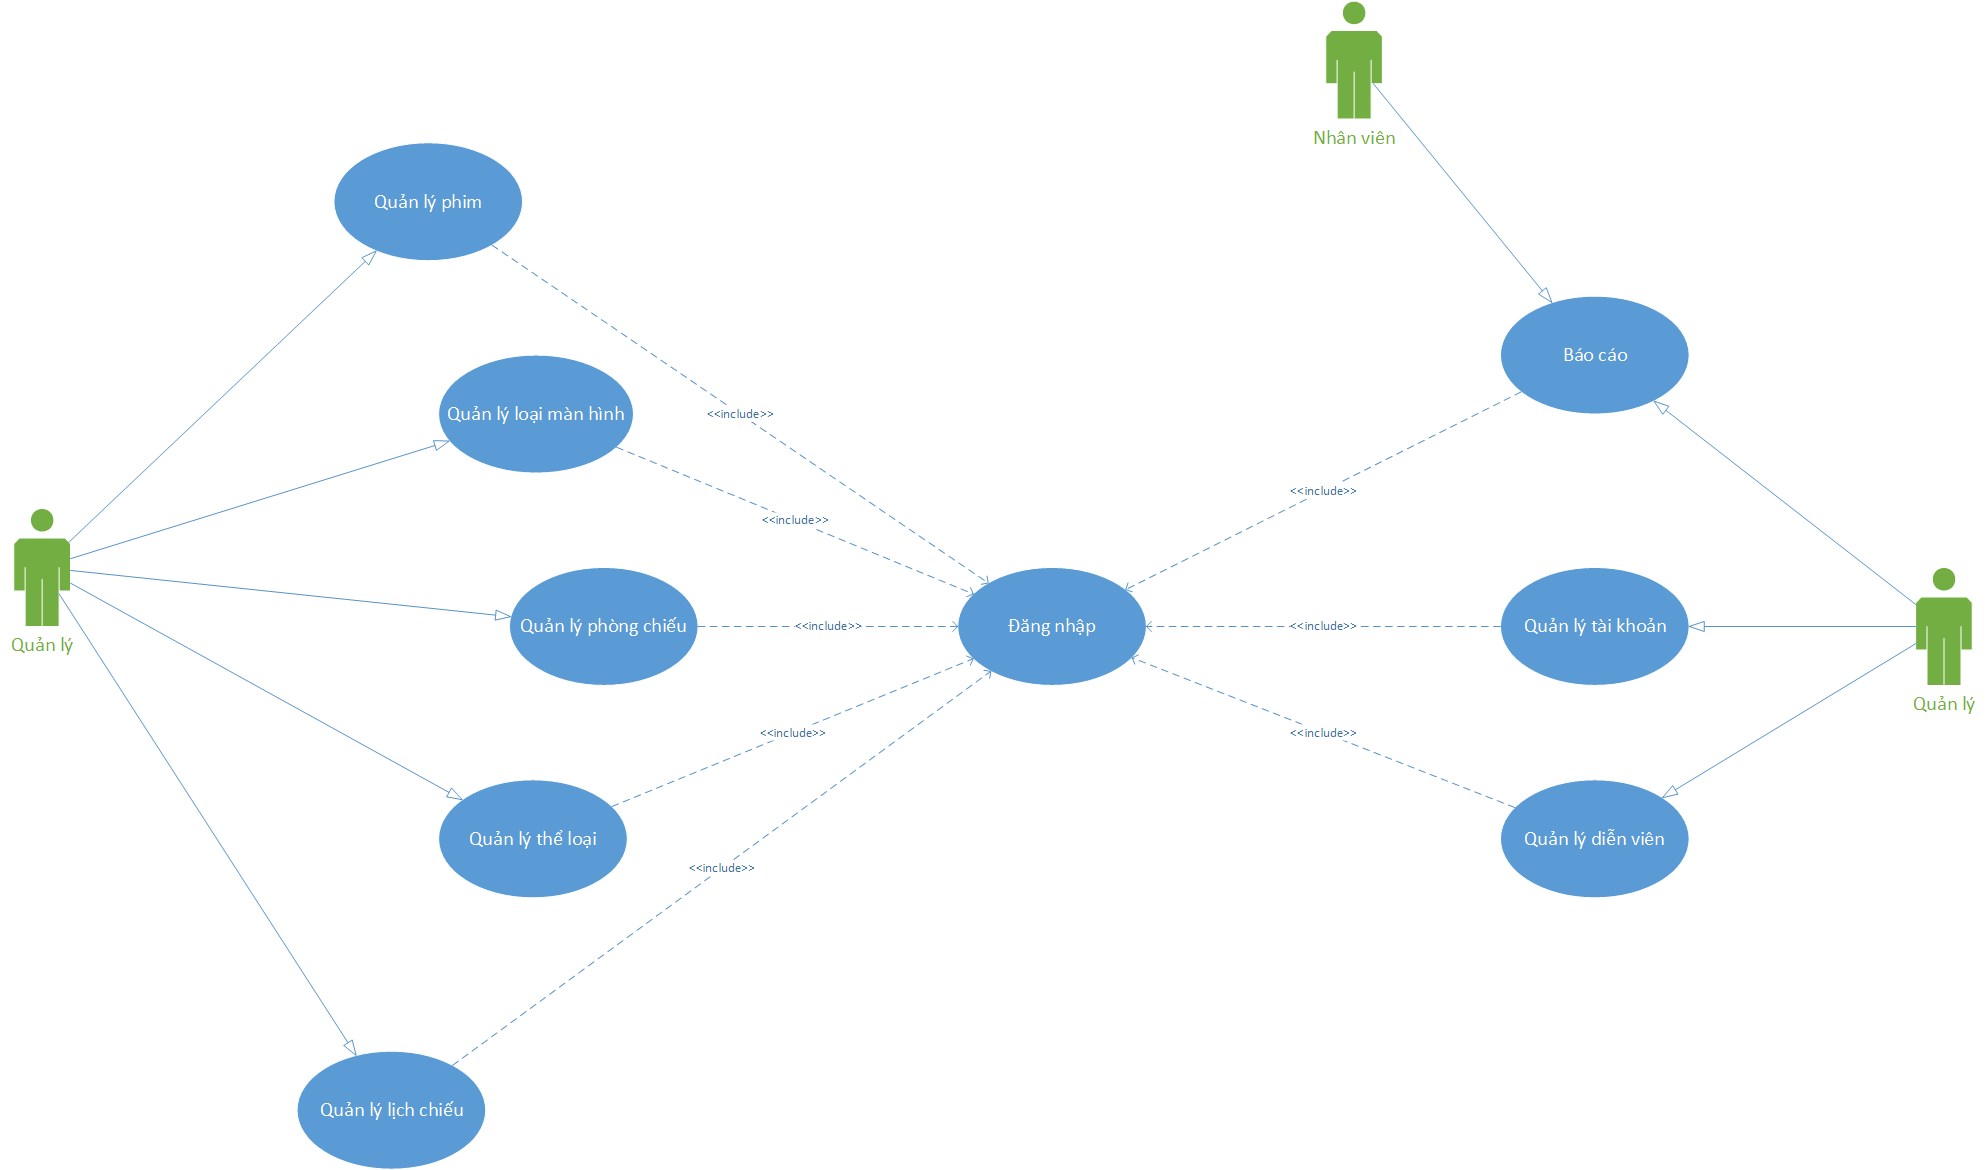 Nhân viên
Quản lý phim
Báo cáo
Quản lý loại màn hình
<<include>>
<<include>>
<<include>>
Quản lý
Quản lý phòng chiếu
<<include>>
Đăng nhập
<<include>>
Quản lý tài khoản
Quản lý
<<include>>
<<include>>
Quản lý thể loại
Quản lý diễn viên
<<include>>
Quản lý lịch chiếu